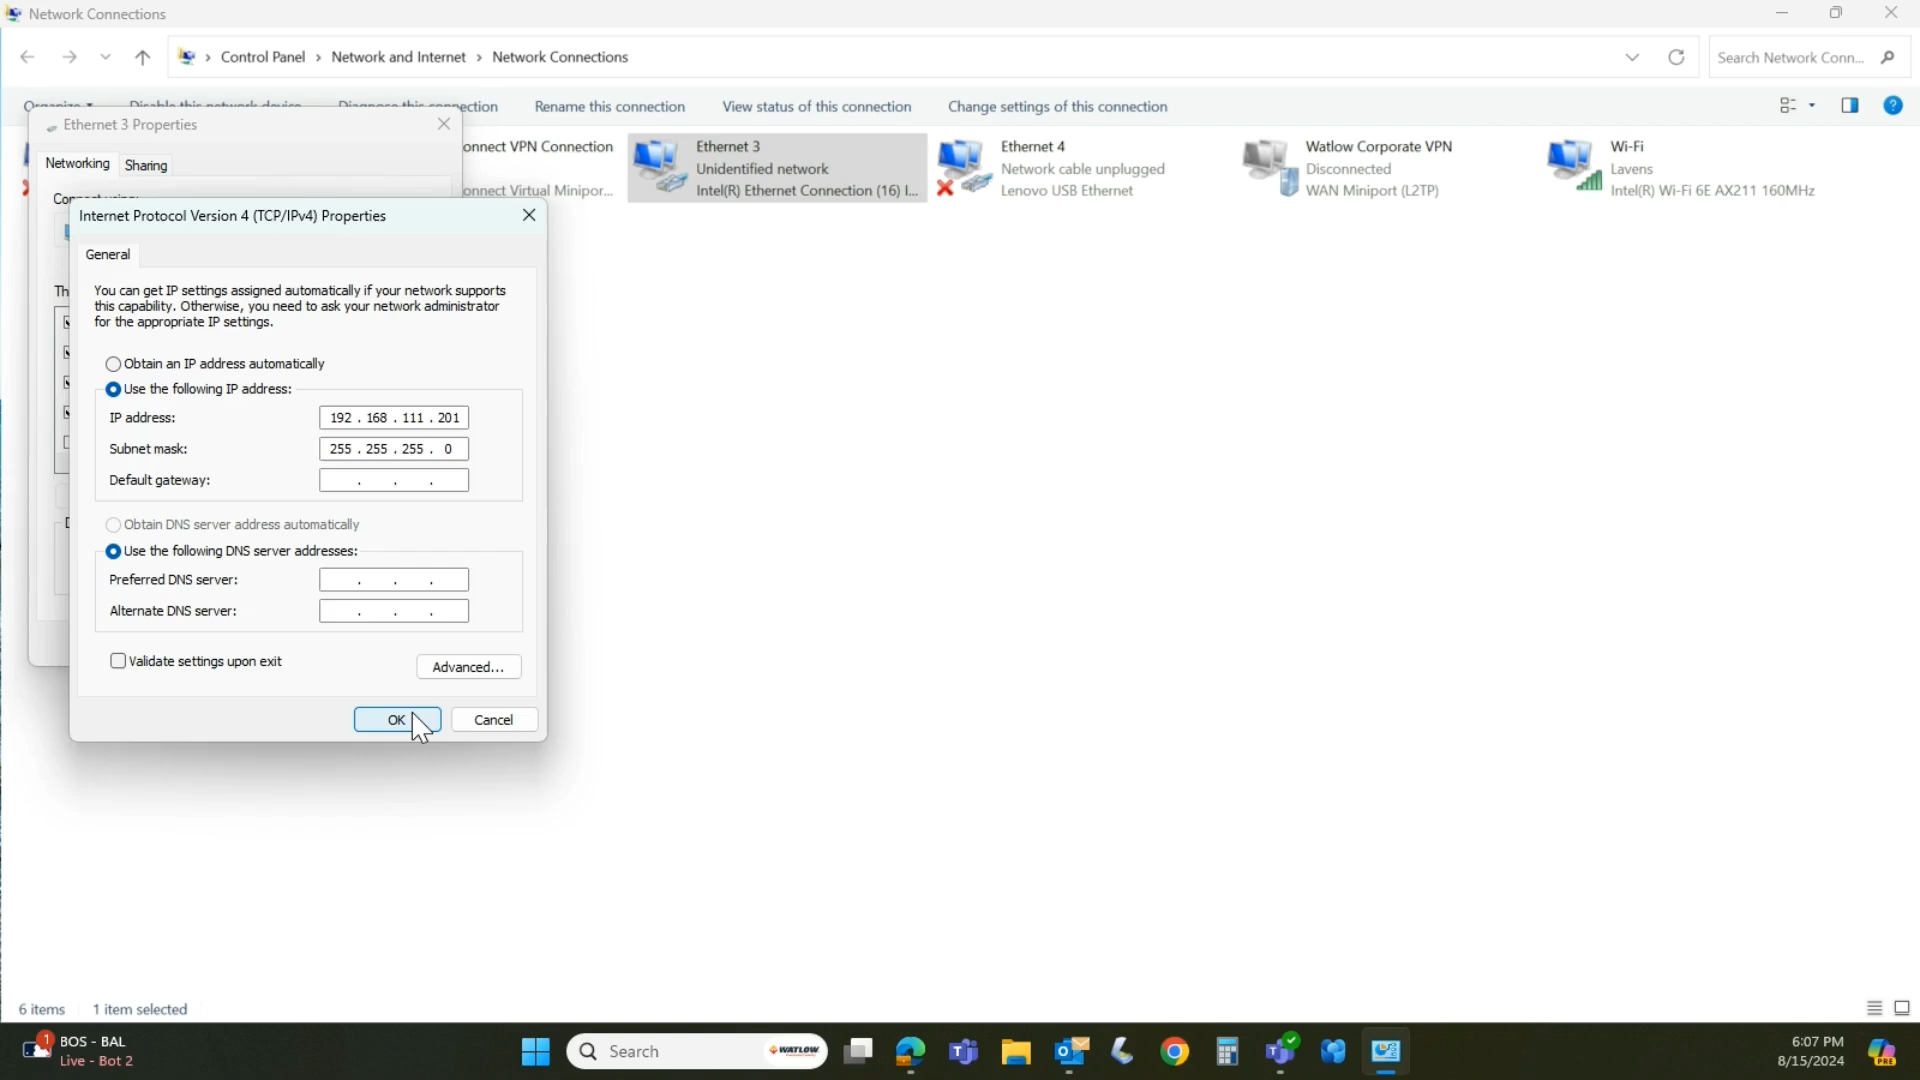 Network Connections
Control Panel > Network and Internet > Network Connections
Search Network Conn...
Rename this connection
View status of this connection
Change settings of this connection
Ethernet 3 Properties
Networking
Sharing
onnect VPN Connection
onnect Virtual Minipor...
Ethernet 3
Unidentified network
Intel(R) Ethernet Connection (16) I...
Ethernet 4
Network cable unplugged
Lenovo USB Ethernet
Watlow Corporate VPN
Disconnected
WAN Miniport (L2TP)
Wi-Fi
Lavens
Intel(R) Wi-Fi 6E AX211 160MHz
Internet Protocol Version 4 (TCP/IPv4) Properties
General
You can get IP settings assigned automatically if your network supports
this capability. Otherwise, you need to ask your network administrator
for the appropriate IP settings.
Obtain an IP address automatically
Use the following IP address:
IP address: 192 . 168 . 111 . 201
Subnet mask: 255 . 255 . 255 . 0
Default gateway: . . .
Obtain DNS server address automatically
Use the following DNS server addresses:
Preferred DNS server: . . .
Alternate DNS server: . . .
Validate settings upon exit
Advanced...
OK
Cancel
6 items
1 item selected
1
BOS - BAL
Live - Bot 2
Search
WATLOW
6:07 PM
8/15/2024
PRE